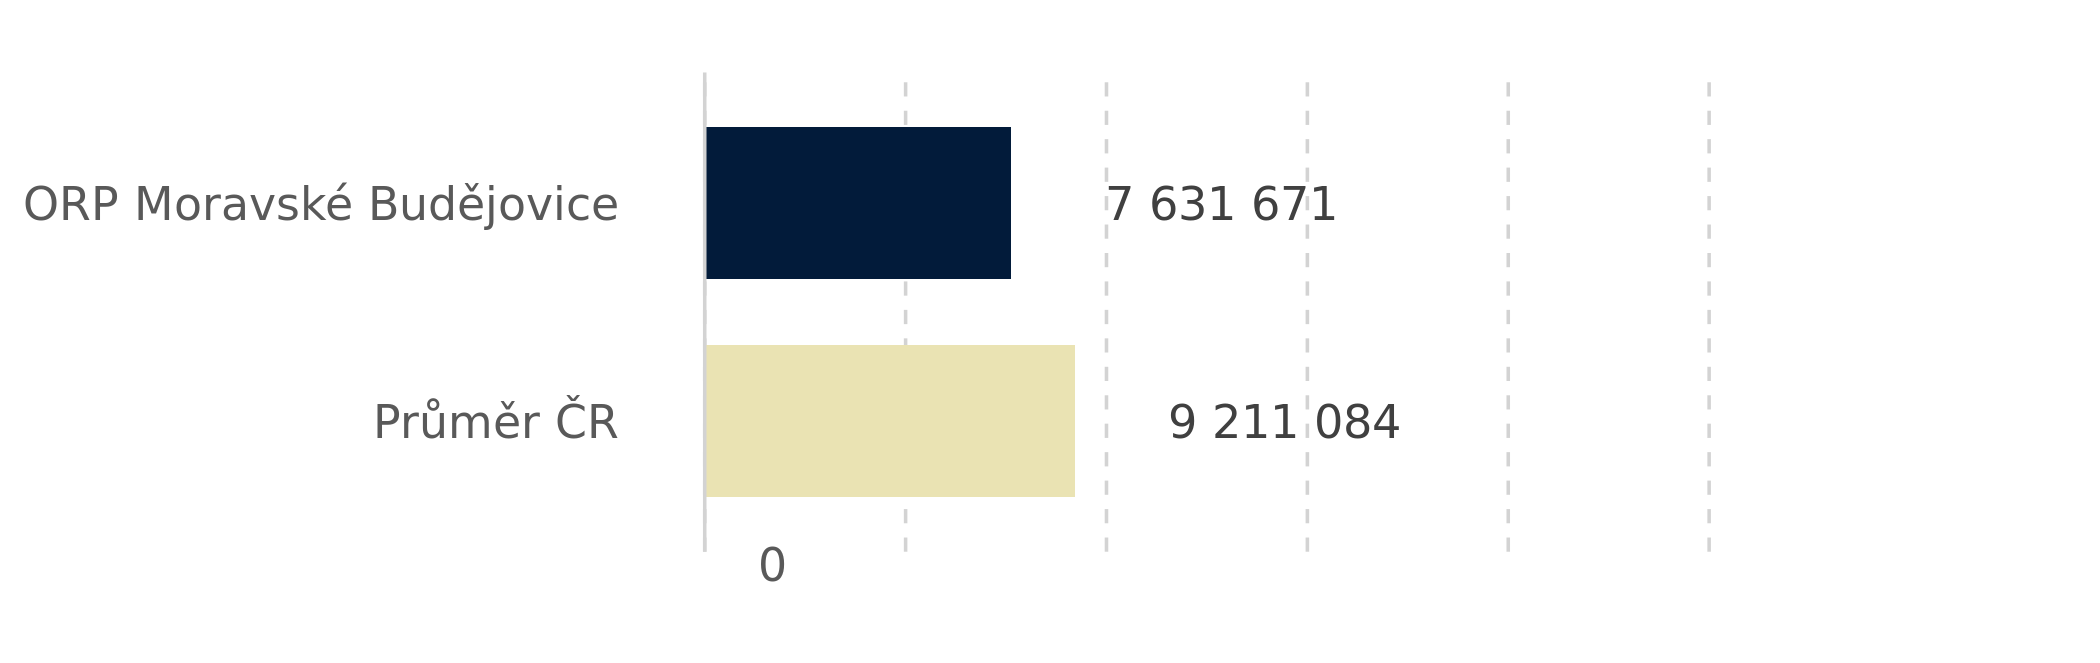 ORP Moravské Budějovice 7 631 671
Průměr ČR 9 211 084
0